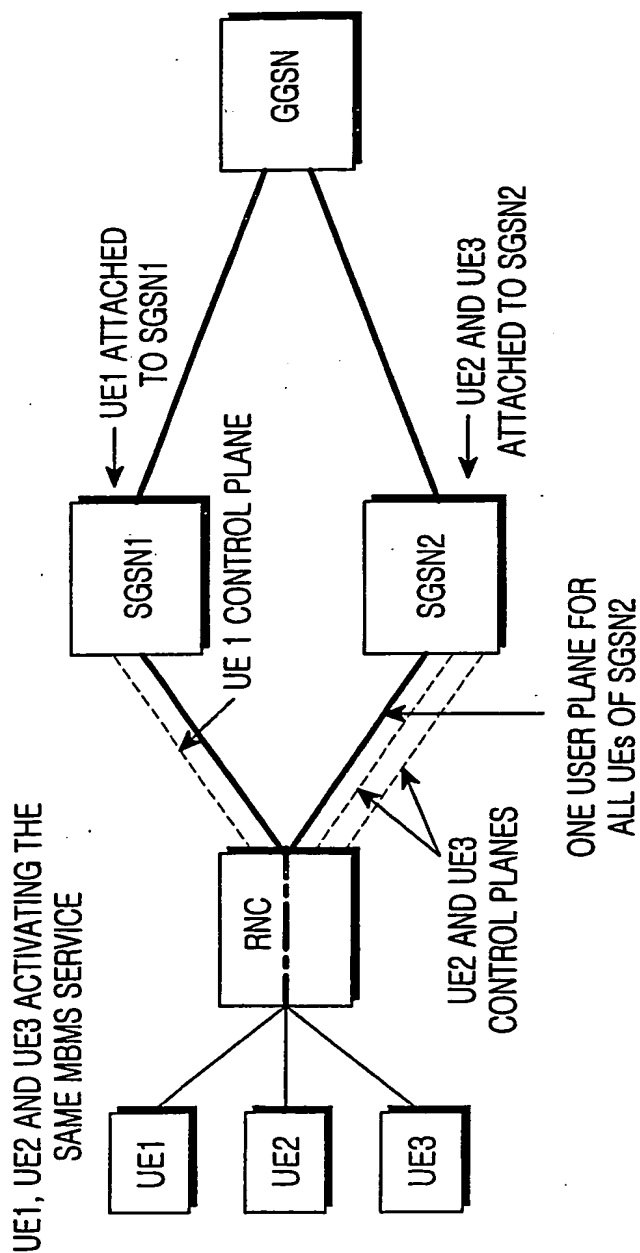 UE1, UE2 AND UE3 ACTIVATING THE
SAME MBMS SERVICE
UE1
UE2
UE3
RNC
UE2 AND UE3
CONTROL PLANES
UE 1 CONTROL PLANE
SGSN1
SGSN2
ONE USER PLANE FOR
ALL UEs OF SGSN2
UE1 ATTACHED
TO SGSN1
UE2 AND UE3
ATTACHED TO SGSN2
GGSN